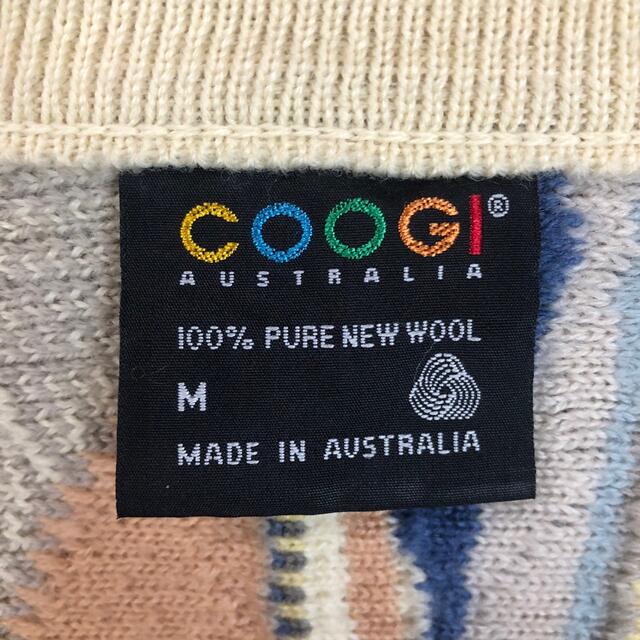 COOGI®
AUSTRALIA
100% PURE NEW WOOL
M
MADE IN AUSTRALIA